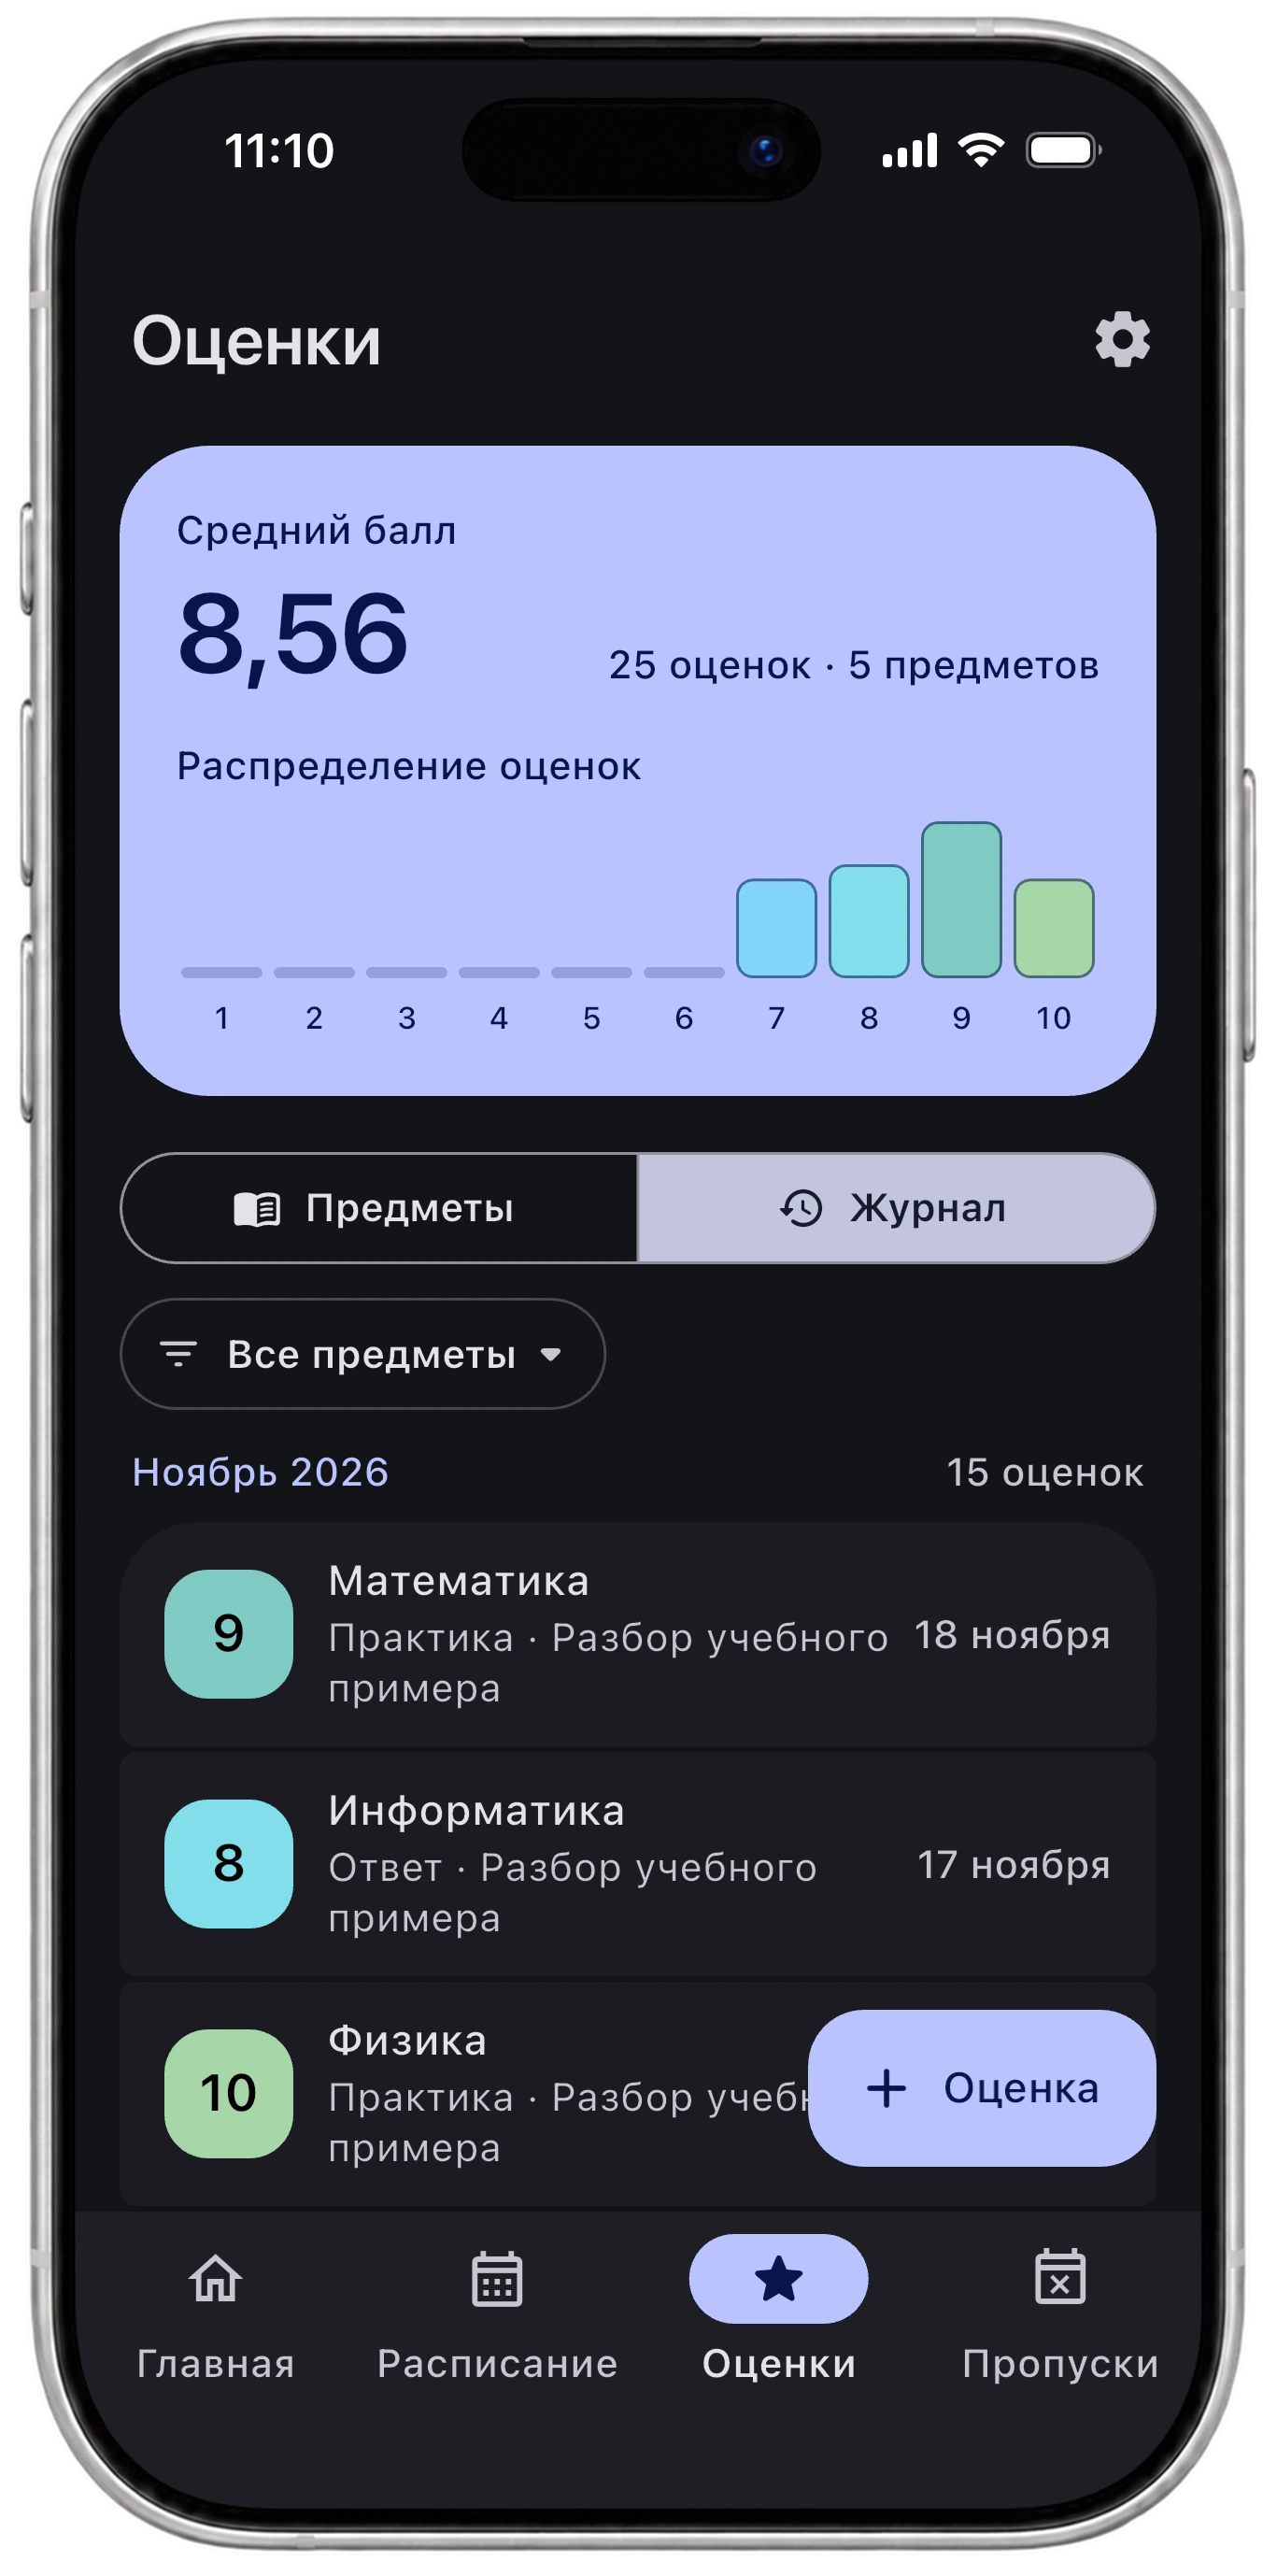 11:10
Оценки
Средний балл
8,56
25 оценок · 5 предметов
Распределение оценок
1 2 3 4 5 6 7 8 9 10
Предметы
Журнал
Все предметы
Ноябрь 2026
15 оценок
9
Математика
Практика · Разбор учебного
примера
18 ноября
8
Информатика
Ответ · Разбор учебного
примера
17 ноября
10
Физика
Практика · Разбор
примера
+ Оценка
Главная
Расписание
Оценки
Пропуски